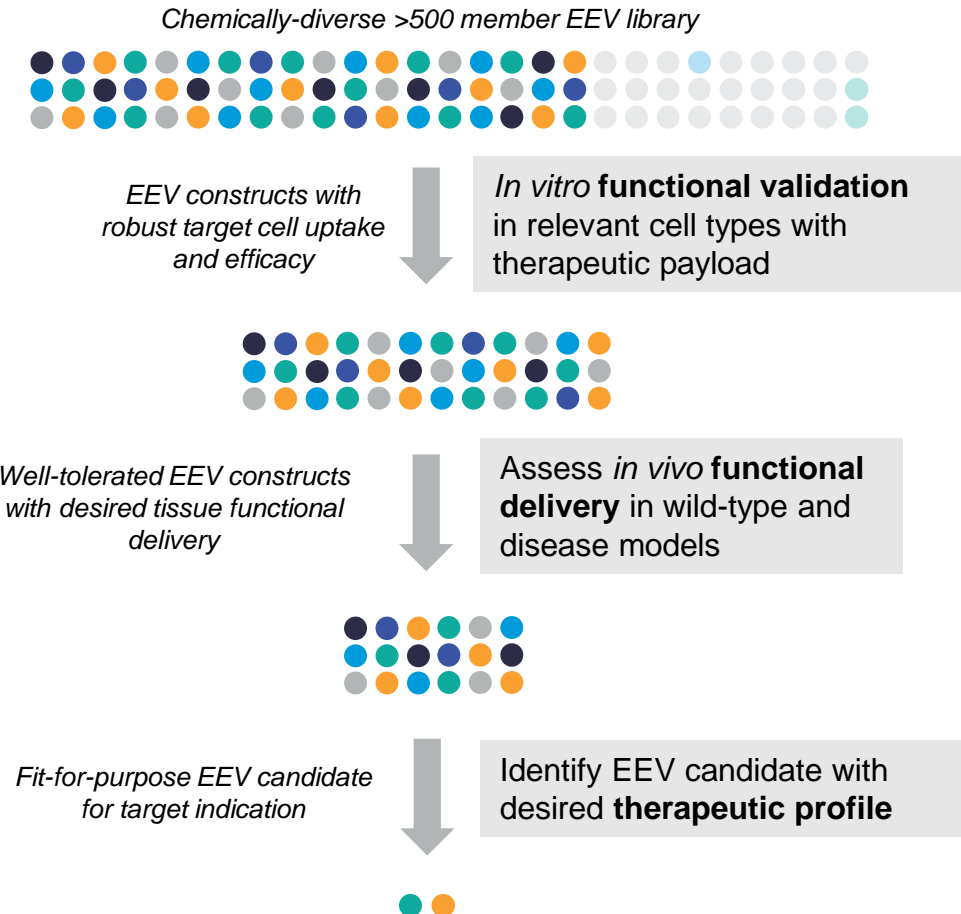 Chemically-diverse >500 member EEV library
EEV constructs with
robust target cell uptake
and efficacy
In vitro functional validation
in relevant cell types with
therapeutic payload
Well-tolerated EEV constructs
with desired tissue functional
delivery
Assess in vivo functional
delivery in wild-type and
disease models
Fit-for-purpose EEV candidate
for target indication
Identify EEV candidate with
desired therapeutic profile